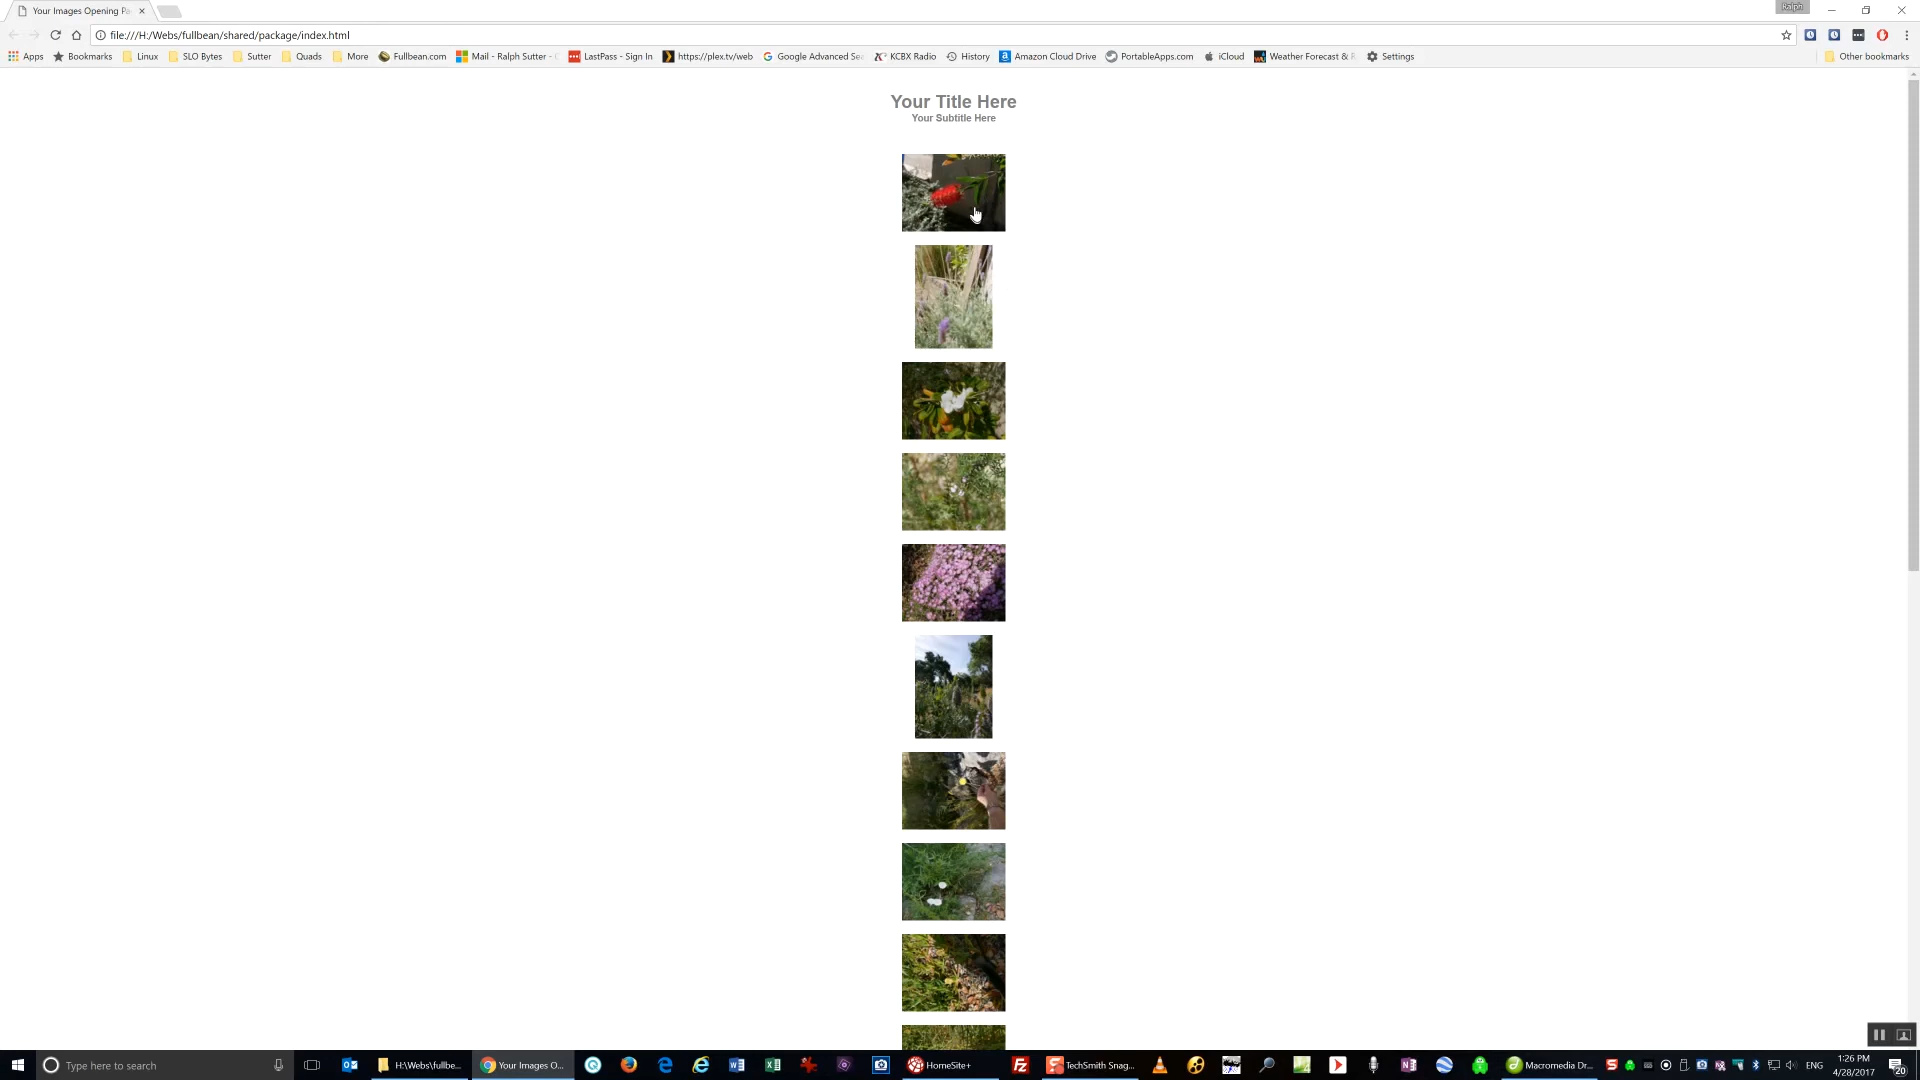 Your Images Opening Pa
Ralph
file:///H:/Webs/fullbean/shared/package/index.html
Apps
Bookmarks
Linux
SLO Bytes
Sutter
Quads
More
Fullbean.com
Mail - Ralph Sutter -
LastPass - Sign In
https://plex.tv/web
Google Advanced Sea
KCBX Radio
History
Amazon Cloud Drive
PortableApps.com
iCloud
Weather Forecast &
Settings
Other bookmarks
Your Title Here
Your Subtitle Here
Type here to search
H:\Webs\fullbe...
Your Images O...
HomeSite+
TechSmith Snag...
Macromedia Dr...
ENG
1:26 PM
4/28/2017
20